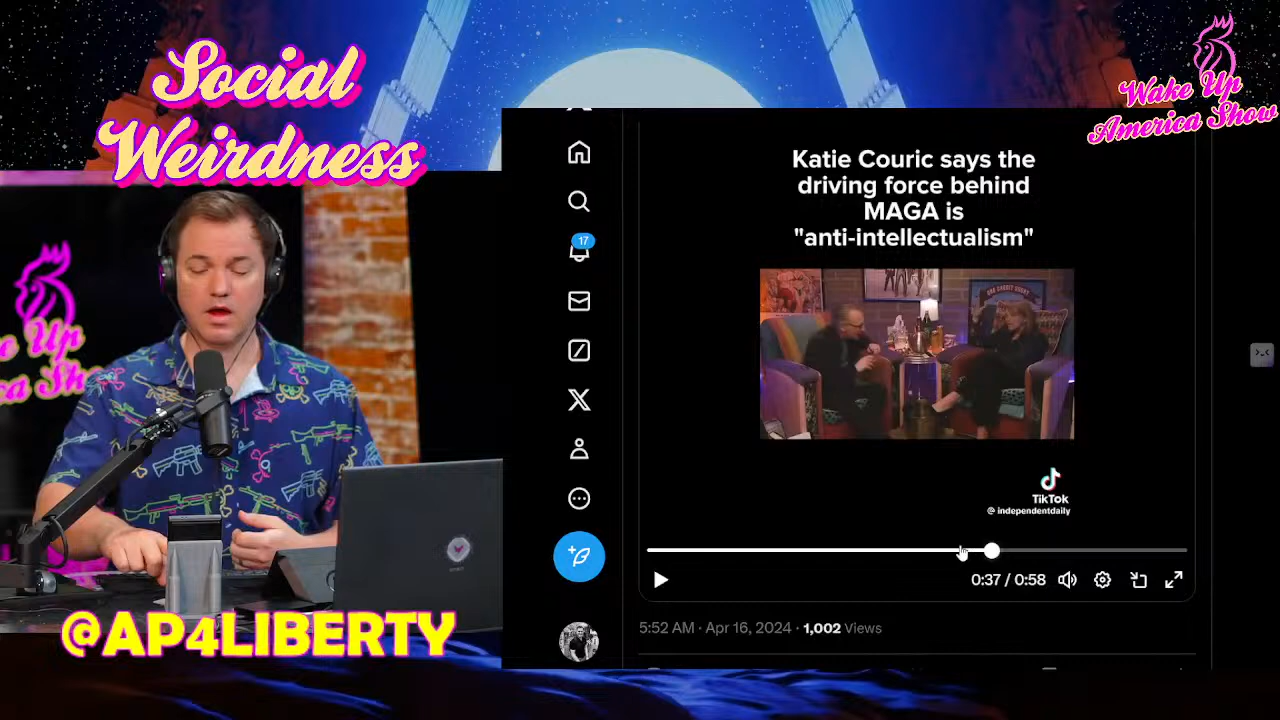 Social
Weirdness
Wake Up
America Show
17
Katie Couric says the
driving force behind
MAGA is
"anti-intellectualism"
TikTok
@independentdaily
0:37 / 0:58
5:52 AM · Apr 16, 2024 · 1,002 Views
@AP4LIBERTY